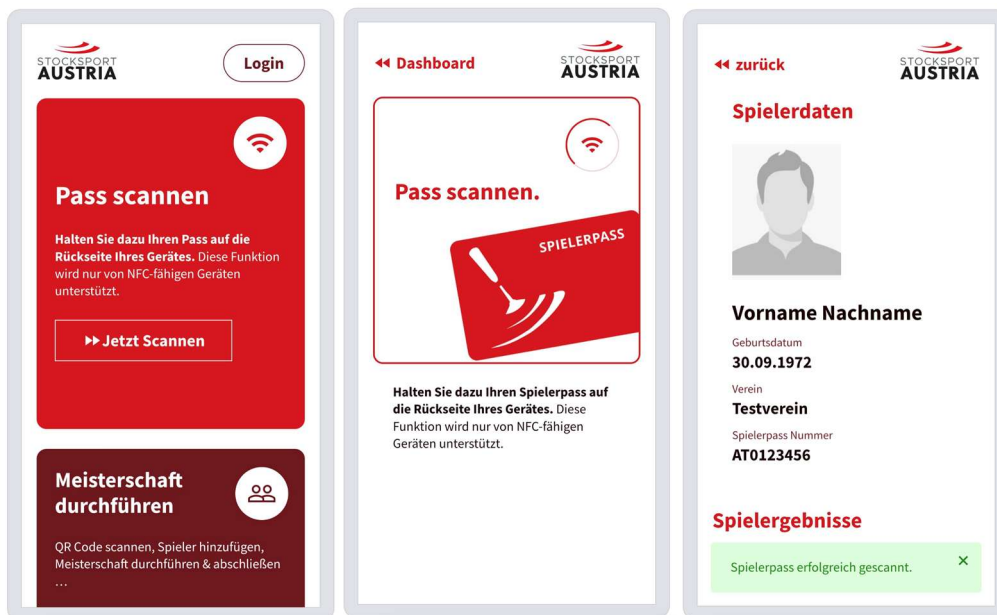 STOCKSPORT
AUSTRIA
Login
Pass scannen
Halten Sie dazu Ihren Pass auf die
Rückseite Ihres Gerätes. Diese Funktion
wird nur von NFC-fähigen Geräten
unterstützt.
Jetzt Scannen
Meisterschaft
durchführen
QR Code scannen, Spieler hinzufügen,
Meisterschaft durchführen & abschließen
...
Dashboard
STOCKSPORT
AUSTRIA
Pass scannen.
SPIELERPASS
Halten Sie dazu Ihren Spielerpass auf
die Rückseite Ihres Gerätes. Diese
Funktion wird nur von NFC-fähigen
Geräten unterstützt.
zurück
STOCKSPORT
AUSTRIA
Spielerdaten
Vorname Nachname
Geburtsdatum
30.09.1972
Verein
Testverein
Spielerpass Nummer
AT0123456
Spielergebnisse
Spielerpass erfolgreich gescannt.